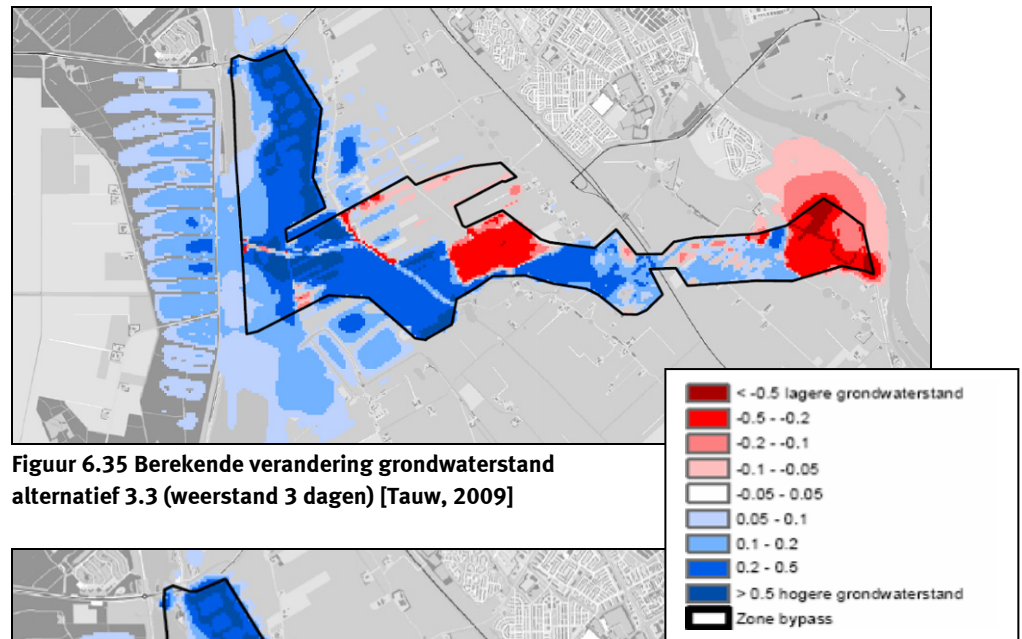 Figuur 6.35 Berekende verandering grondwaterstand
alternatief 3.3 (weerstand 3 dagen) [Tauw, 2009]
< -0.5 lagere grondwaterstand
-0.5 - -0.2
-0.2 - -0.1
-0.1 - -0.05
-0.05 - 0.05
0.05 - 0.1
0.1 - 0.2
0.2 - 0.5
> 0.5 hogere grondwaterstand
Zone bypass